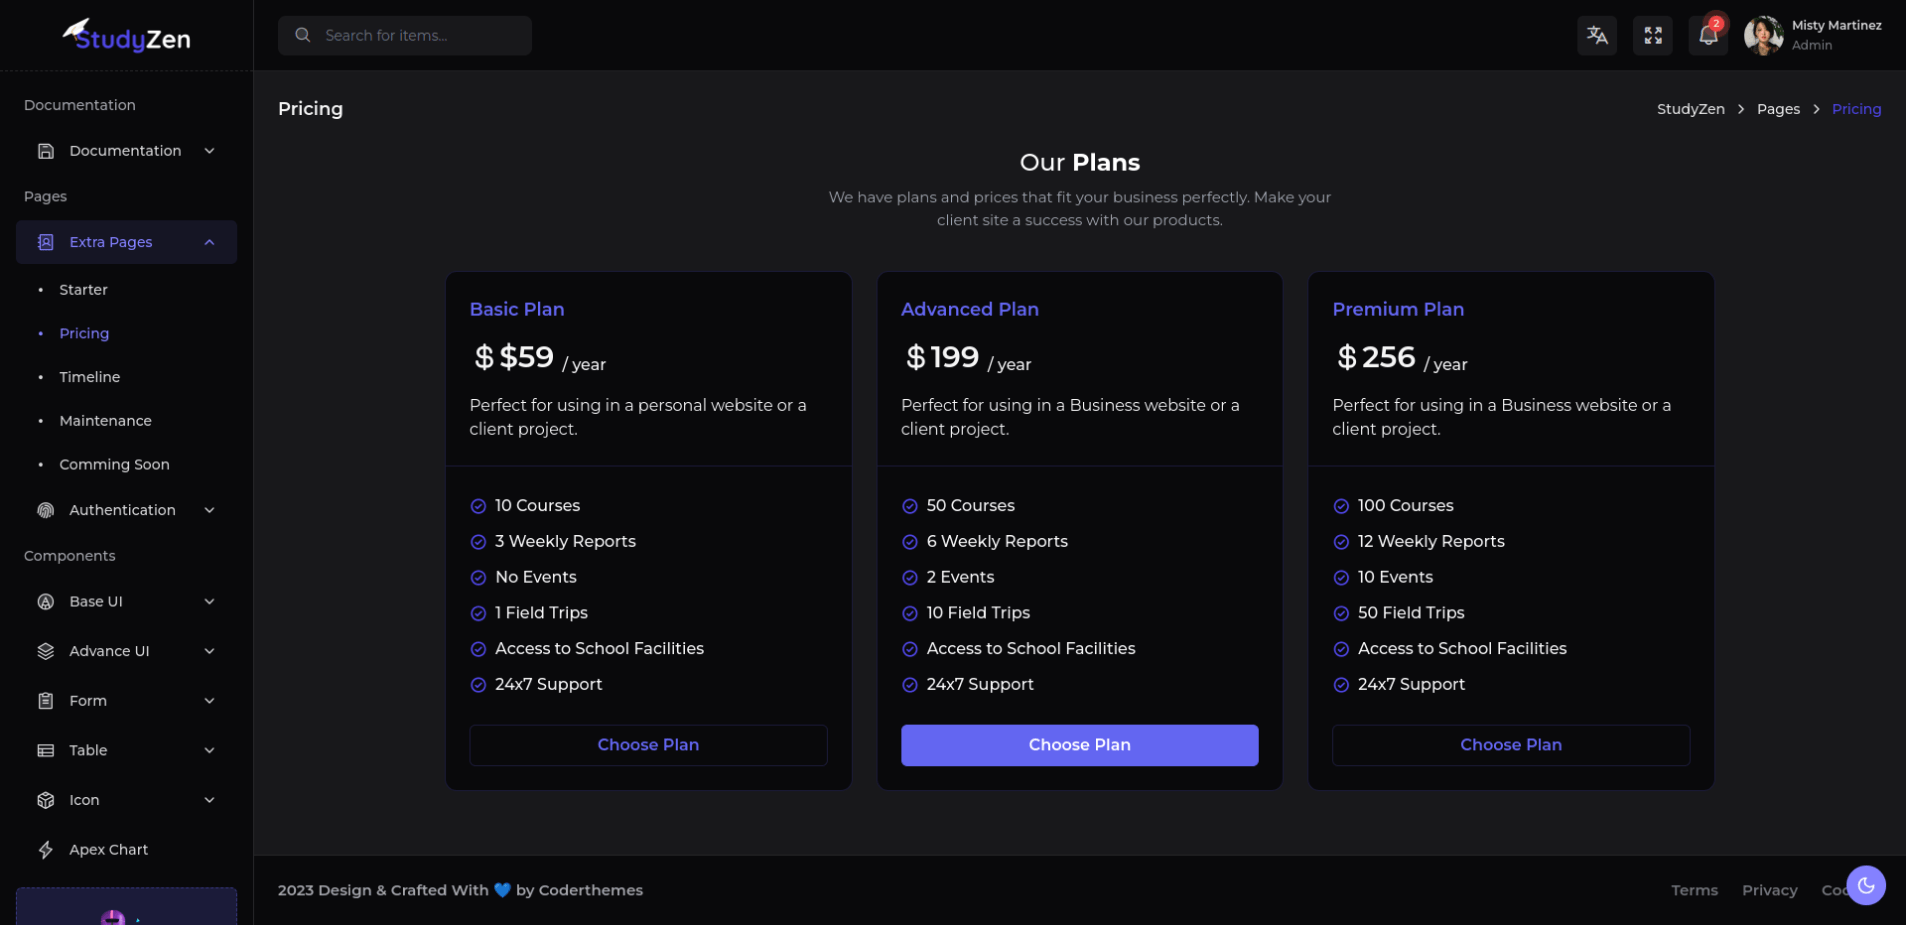 StudyZen
Search for items...
2
Misty Martinez
Admin
Documentation
Documentation
Pages
Extra Pages
Starter
Pricing
Timeline
Maintenance
Comming Soon
Authentication
Components
Base UI
Advance UI
Form
Table
Icon
Apex Chart
Pricing
StudyZen > Pages > Pricing
Our Plans
We have plans and prices that fit your business perfectly. Make your
client site a success with our products.
Basic Plan
$ $59 / year
Perfect for using in a personal website or a
client project.
10 Courses
3 Weekly Reports
No Events
1 Field Trips
Access to School Facilities
24x7 Support
Choose Plan
Advanced Plan
$ 199 / year
Perfect for using in a Business website or a
client project.
50 Courses
6 Weekly Reports
2 Events
10 Field Trips
Access to School Facilities
24x7 Support
Choose Plan
Premium Plan
$ 256 / year
Perfect for using in a Business website or a
client project.
100 Courses
12 Weekly Reports
10 Events
50 Field Trips
Access to School Facilities
24x7 Support
Choose Plan
2023 Design & Crafted With 💙 by Coderthemes
Terms Privacy